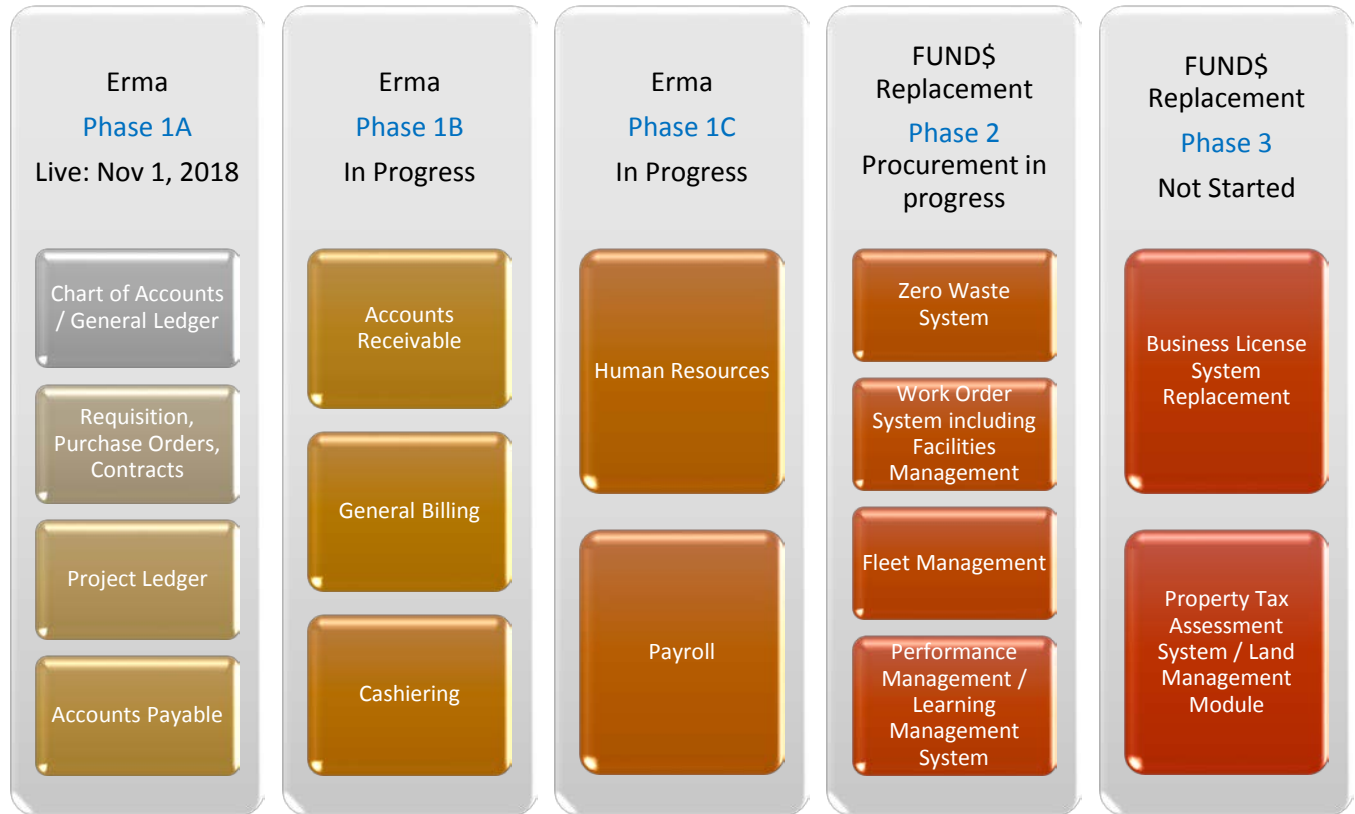 Erma
Phase 1A
Live: Nov 1, 2018
Chart of Accounts
/ General Ledger
Requisition,
Purchase Orders,
Contracts
Project Ledger
Accounts Payable
Erma
Phase 1B
In Progress
Accounts
Receivable
General Billing
Cashiering
Erma
Phase 1C
In Progress
Human Resources
Payroll
FUND$
Replacement
Phase 2
Procurement in
progress
Zero Waste
System
Work Order
System including
Facilities
Management
Fleet Management
Performance
Management /
Learning
Management
System
FUND$
Replacement
Phase 3
Not Started
Business License
System
Replacement
Property Tax
Assessment
System / Land
Management
Module